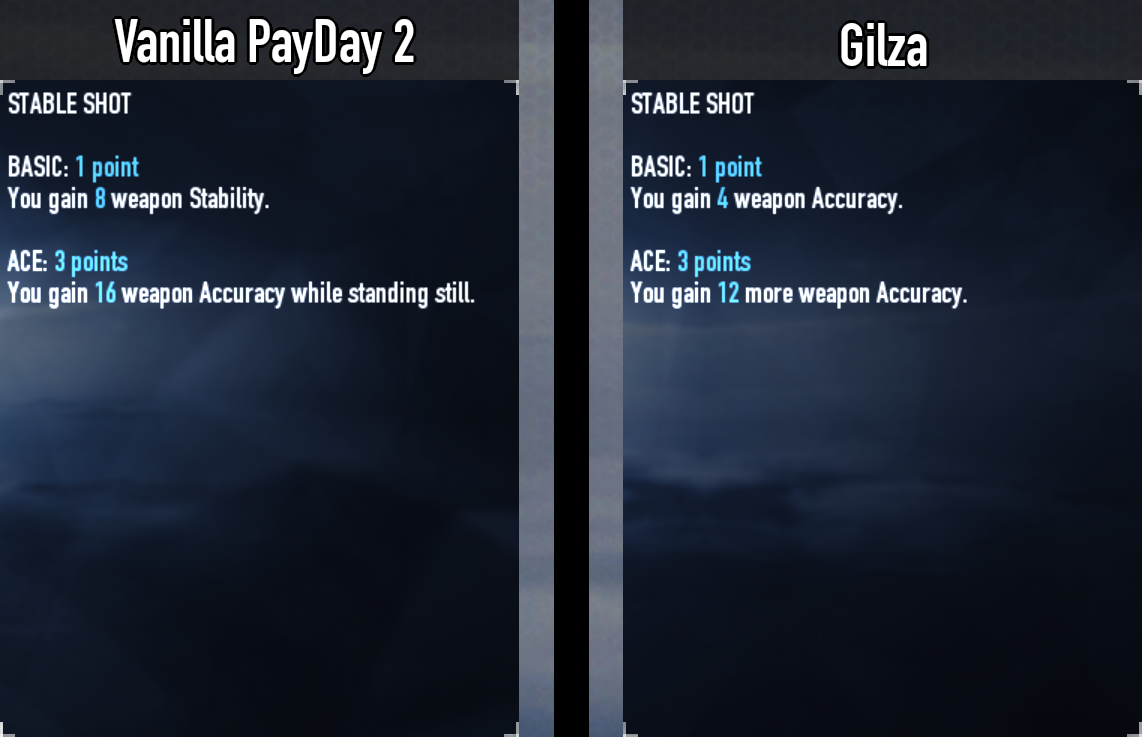 Vanilla PayDay 2
STABLE SHOT
BASIC: 1 point
You gain 8 weapon Stability.
ACE: 3 points
You gain 16 weapon Accuracy while standing still.
Gilza
STABLE SHOT
BASIC: 1 point
You gain 4 weapon Accuracy.
ACE: 3 points
You gain 12 more weapon Accuracy.